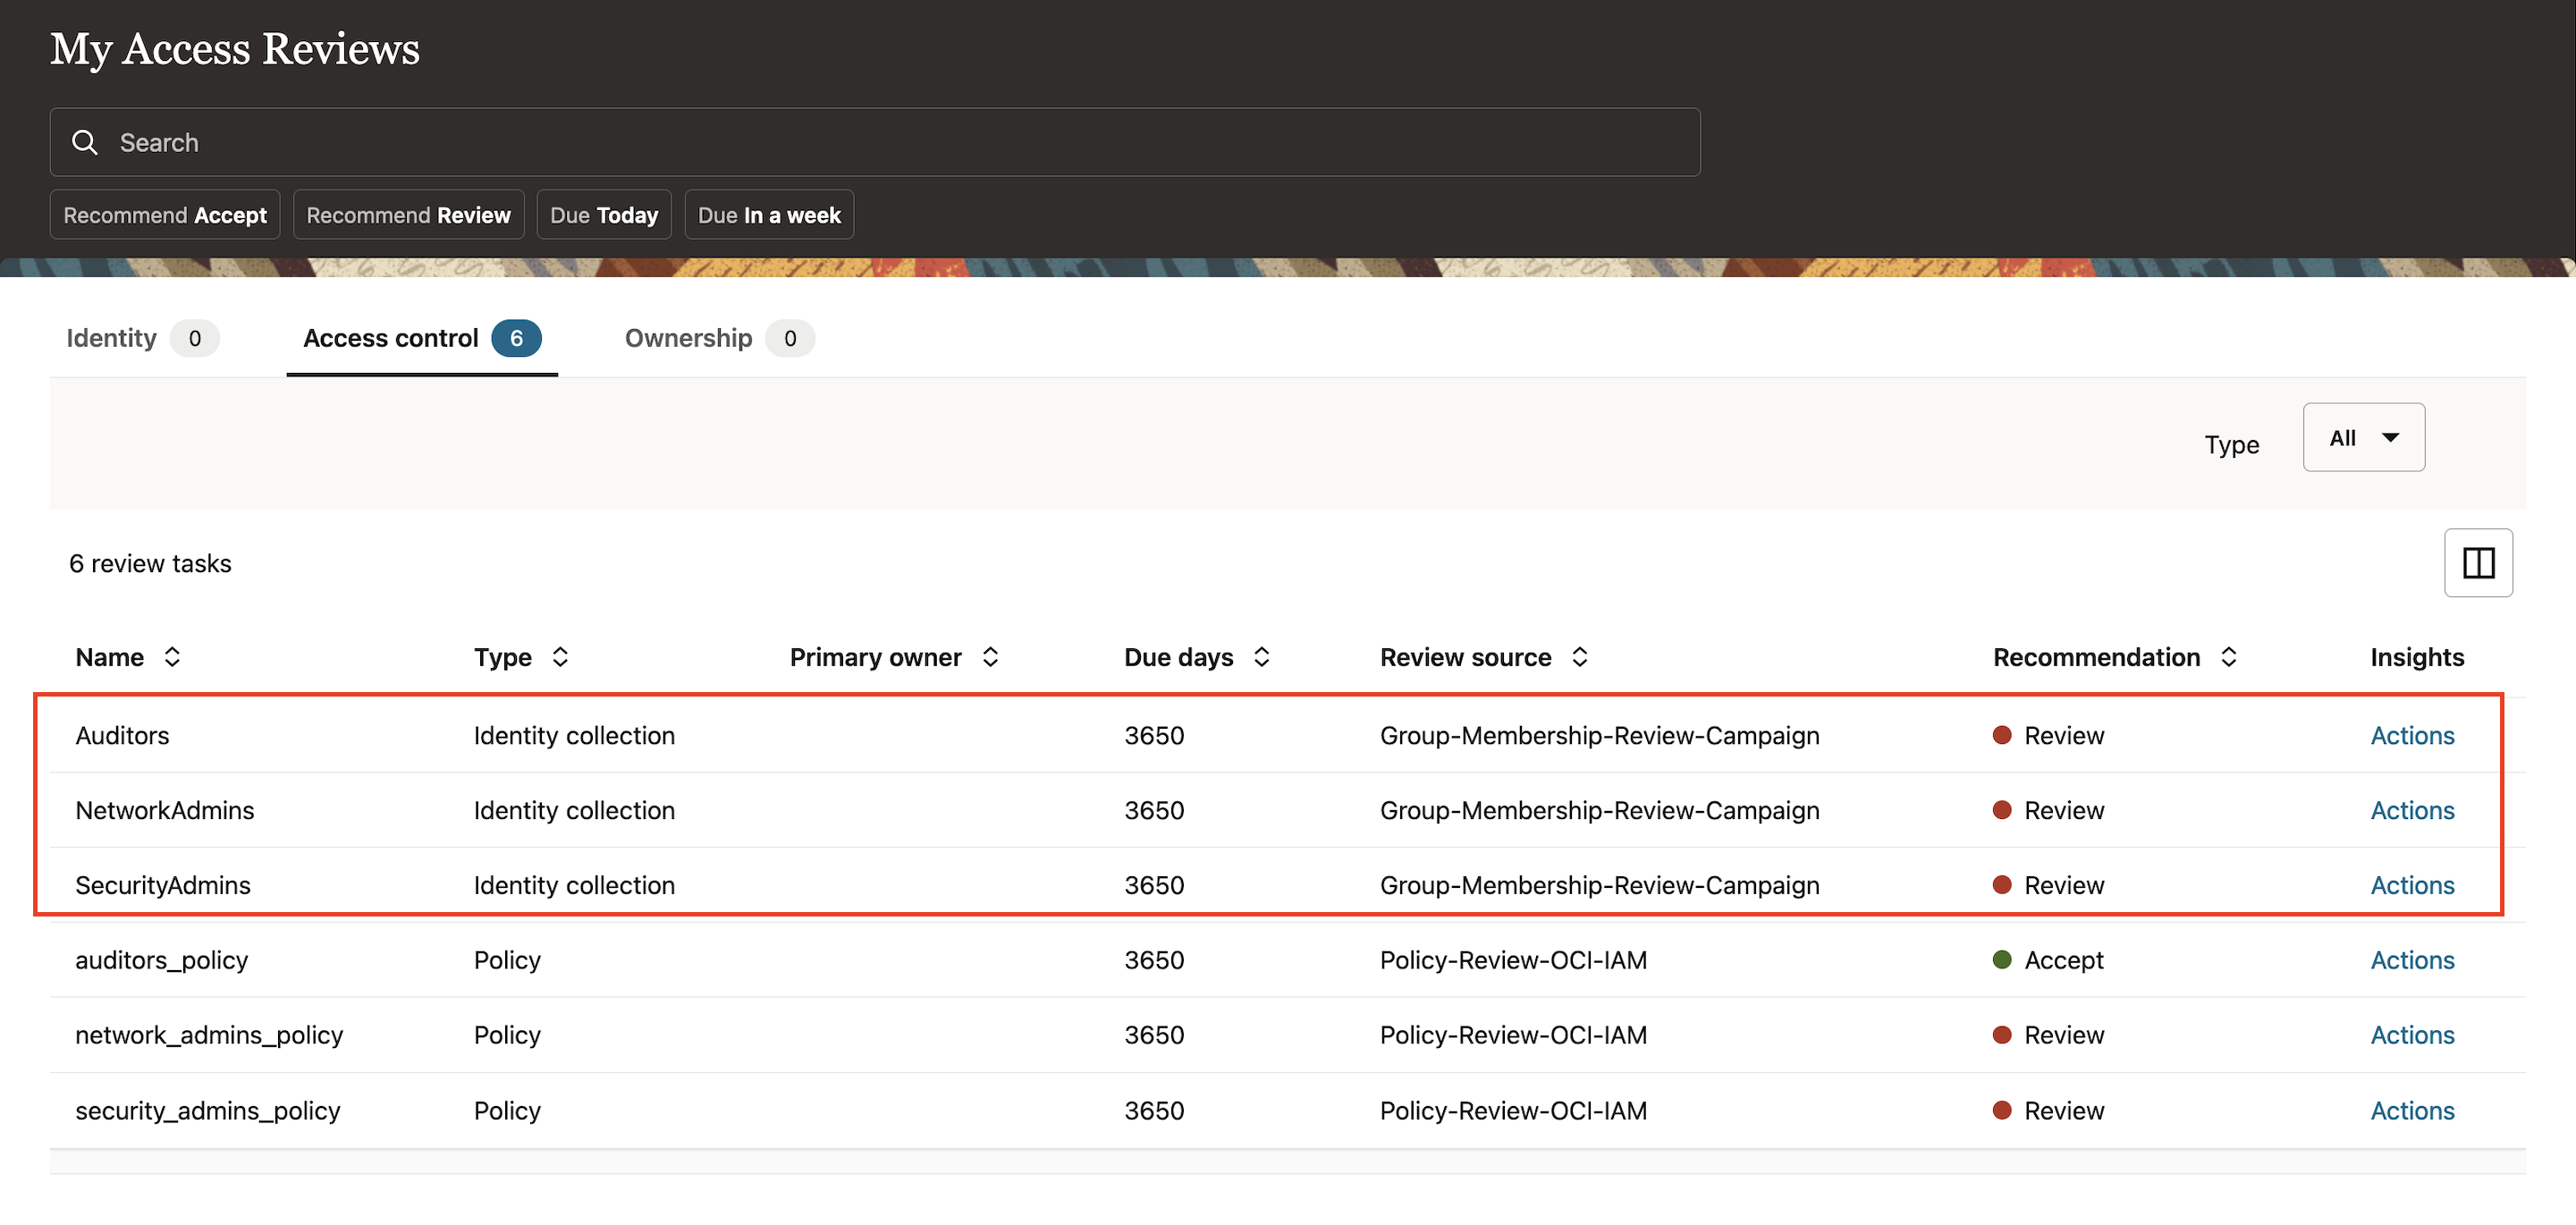 My Access Reviews
Search
Recommend Accept Recommend Review Due Today Due In a week
Identity 0 Access control 6 Ownership 0
Type All
6 review tasks
Name Type Primary owner Due days Review source Recommendation Insights
Auditors Identity collection 3650 Group-Membership-Review-Campaign Review Actions
NetworkAdmins Identity collection 3650 Group-Membership-Review-Campaign Review Actions
SecurityAdmins Identity collection 3650 Group-Membership-Review-Campaign Review Actions
auditors_policy Policy 3650 Policy-Review-OCI-IAM Accept Actions
network_admins_policy Policy 3650 Policy-Review-OCI-IAM Review Actions
security_admins_policy Policy 3650 Policy-Review-OCI-IAM Review Actions